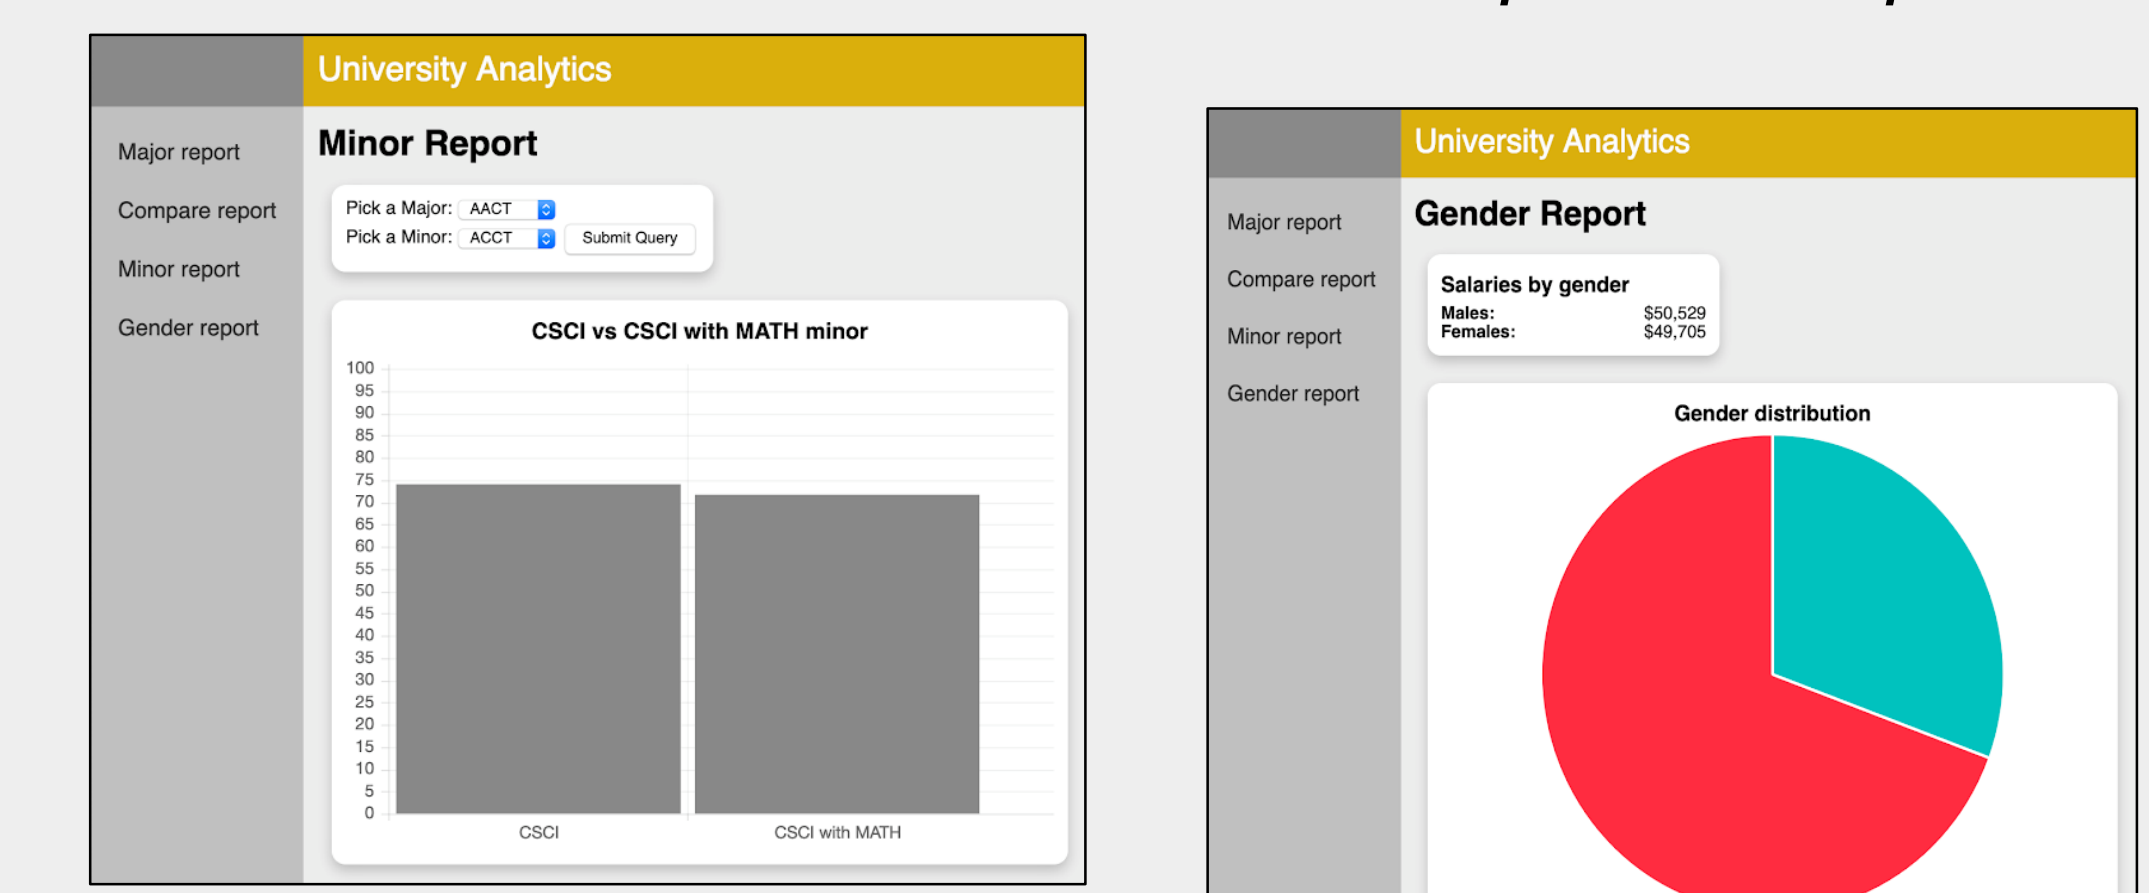 University Analytics
Major report
Compare report
Minor report
Gender report
Minor Report
Pick a Major: AACT
Pick a Minor: ACCT Submit Query
CSCI vs CSCI with MATH minor
100
95
90
85
80
75
70
65
60
55
50
45
40
35
30
25
20
15
10
5
0
CSCI CSCI with MATH
University Analytics
Major report
Compare report
Minor report
Gender report
Gender Report
Salaries by gender
Males: $50,529
Females: $49,705
Gender distribution